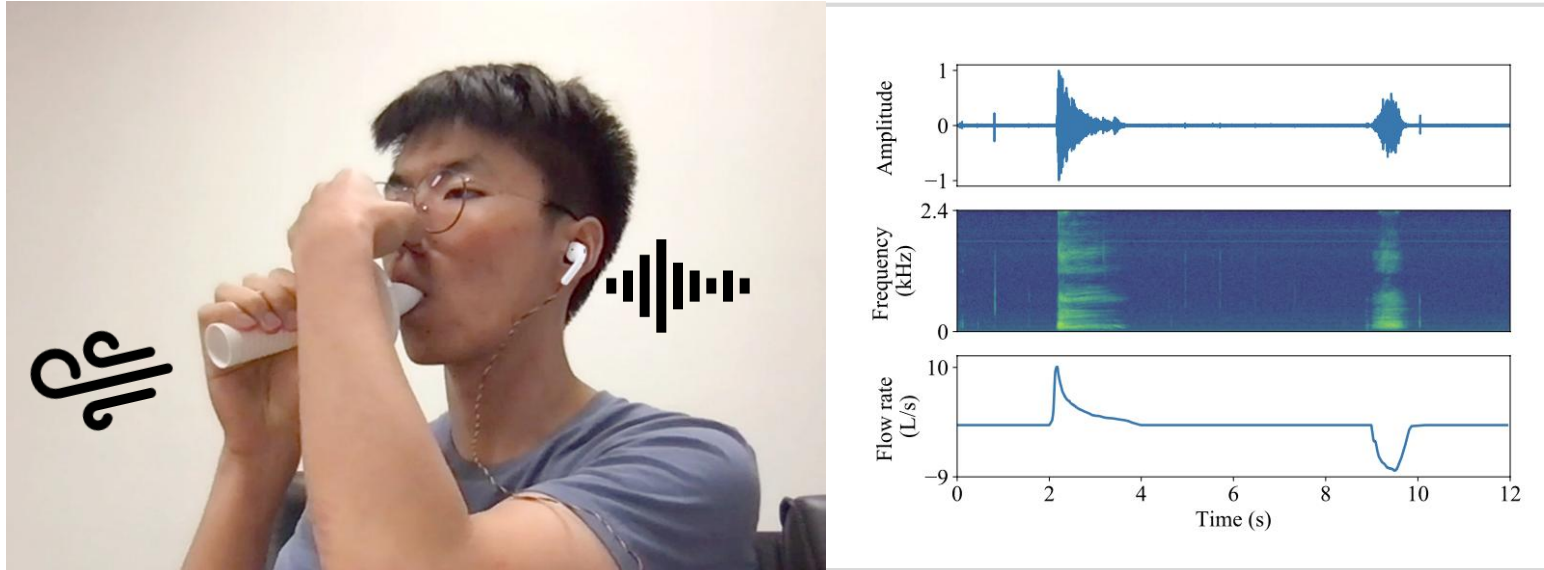 Amplitude
1
0
−1
Frequency
(kHz)
2.4
0
Flow rate
(L/s)
10
−9
0 2 4 6 8 10 12
Time (s)